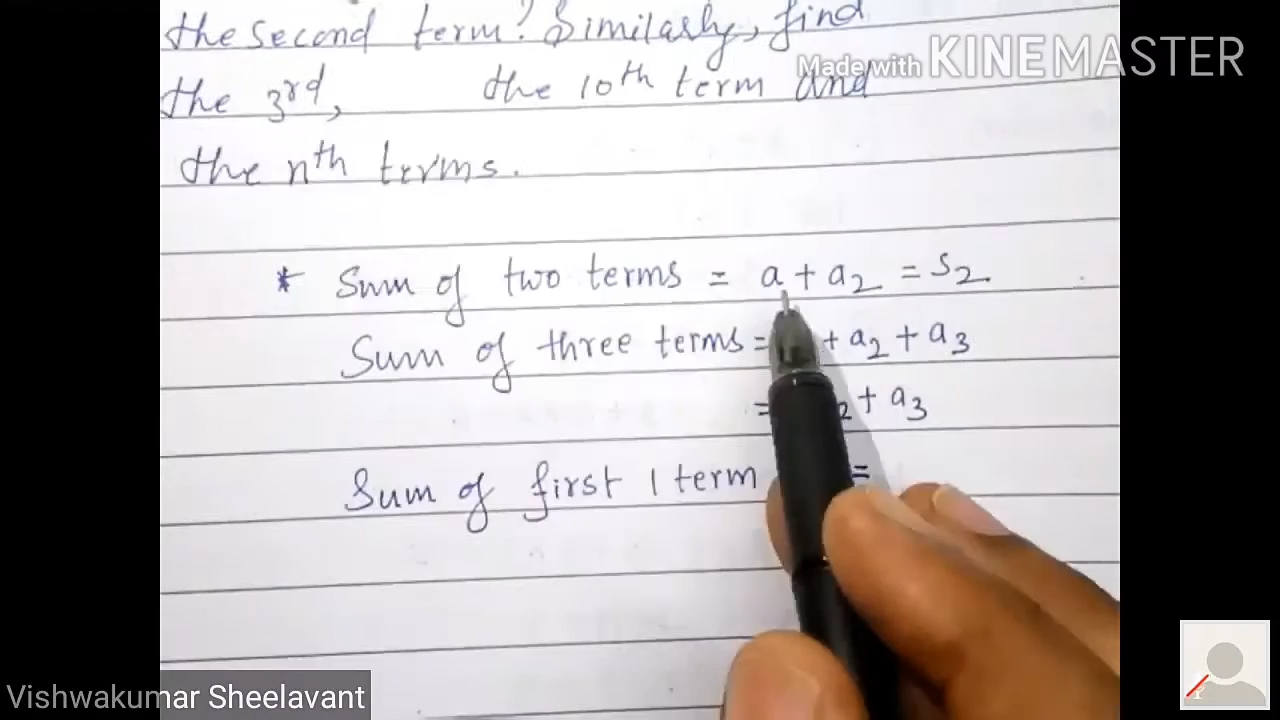 the second term? Similarly, find
Made with KINEMASTER
the 3rd, the 10th term and
the nth terms.
* Sum of two terms = a + a2 = S2
Sum of three terms = + a2 + a3
= 2 + a3
Sum of first 1 term =
Vishwakumar Sheelavant